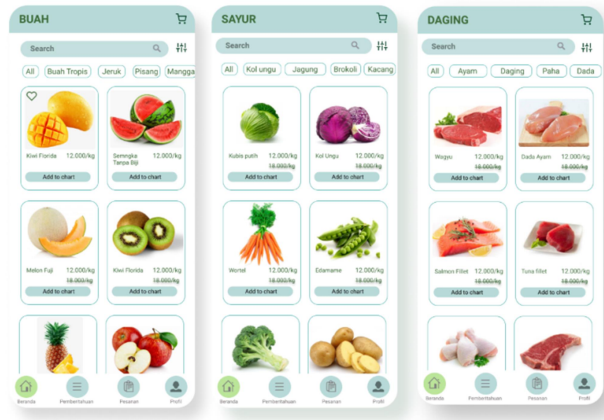 BUAH
Search
All Buah Tropis Jeruk Pisang Mangga
Kiwi Florida 12.000/kg
Add to chart
Semngka Tanpa Biji 12.000/kg
Add to chart
Melon Fuji 12.000/kg
18.000/kg
Add to chart
Kiwi Florida 12.000/kg
18.000/kg
Add to chart
Beranda Pemberitahuan Pesanan Profil
SAYUR
Search
All Kol ungu Jagung Brokoli Kacang
Kubis putih 12.000/kg
18.000/kg
Add to chart
Kol Ungu 12.000/kg
18.000/kg
Add to chart
Wortel 12.000/kg
18.000/kg
Add to chart
Edamame 12.000/kg
18.000/kg
Add to chart
Beranda Pemberitahuan Pesanan Profil
DAGING
Search
All Ayam Daging Paha Dada
Wagyu 12.000/kg
18.000/kg
Add to chart
Dada Ayam 12.000/kg
18.000/kg
Add to chart
Salmon Fillet 12.000/kg
18.000/kg
Add to chart
Tuna fillet 12.000/kg
18.000/kg
Add to chart
Beranda Pemberitahuan Pesanan Profil